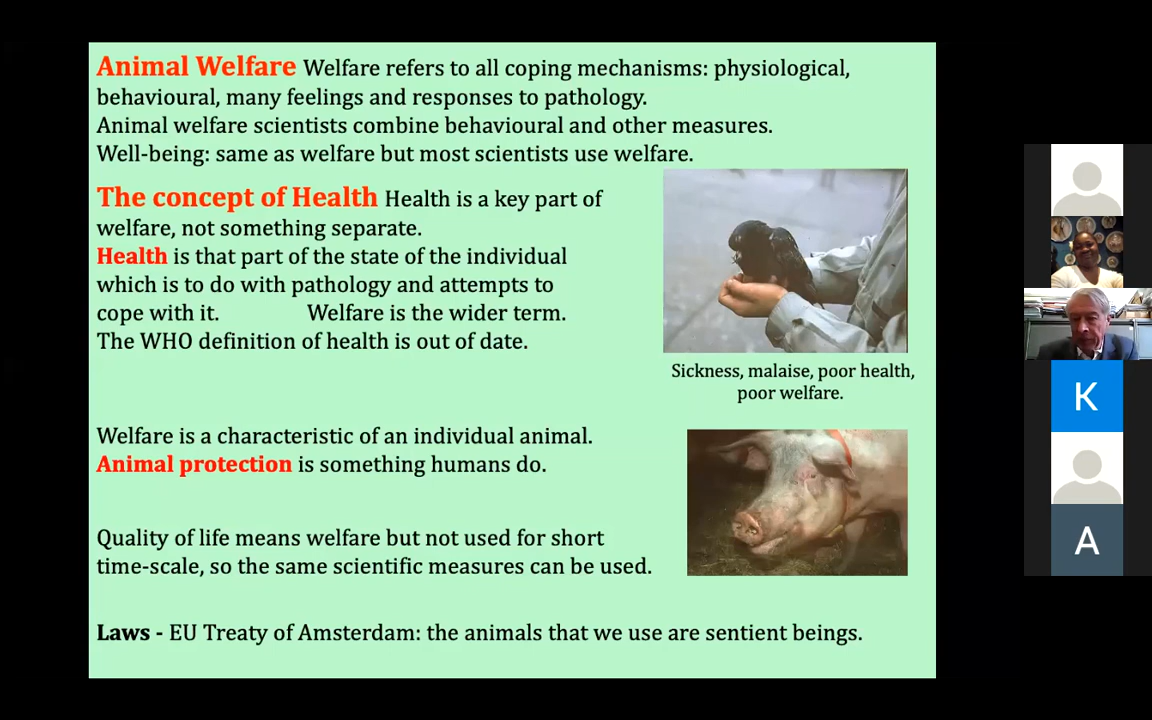 Animal Welfare Welfare refers to all coping mechanisms: physiological,
behavioural, many feelings and responses to pathology.
Animal welfare scientists combine behavioural and other measures.
Well-being: same as welfare but most scientists use welfare.
The concept of Health Health is a key part of
welfare, not something separate.
Health is that part of the state of the individual
which is to do with pathology and attempts to
cope with it. Welfare is the wider term.
The WHO definition of health is out of date.
Sickness, malaise, poor health,
poor welfare.
Welfare is a characteristic of an individual animal.
Animal protection is something humans do.
Quality of life means welfare but not used for short
time-scale, so the same scientific measures can be used.
Laws - EU Treaty of Amsterdam: the animals that we use are sentient beings.
K
A